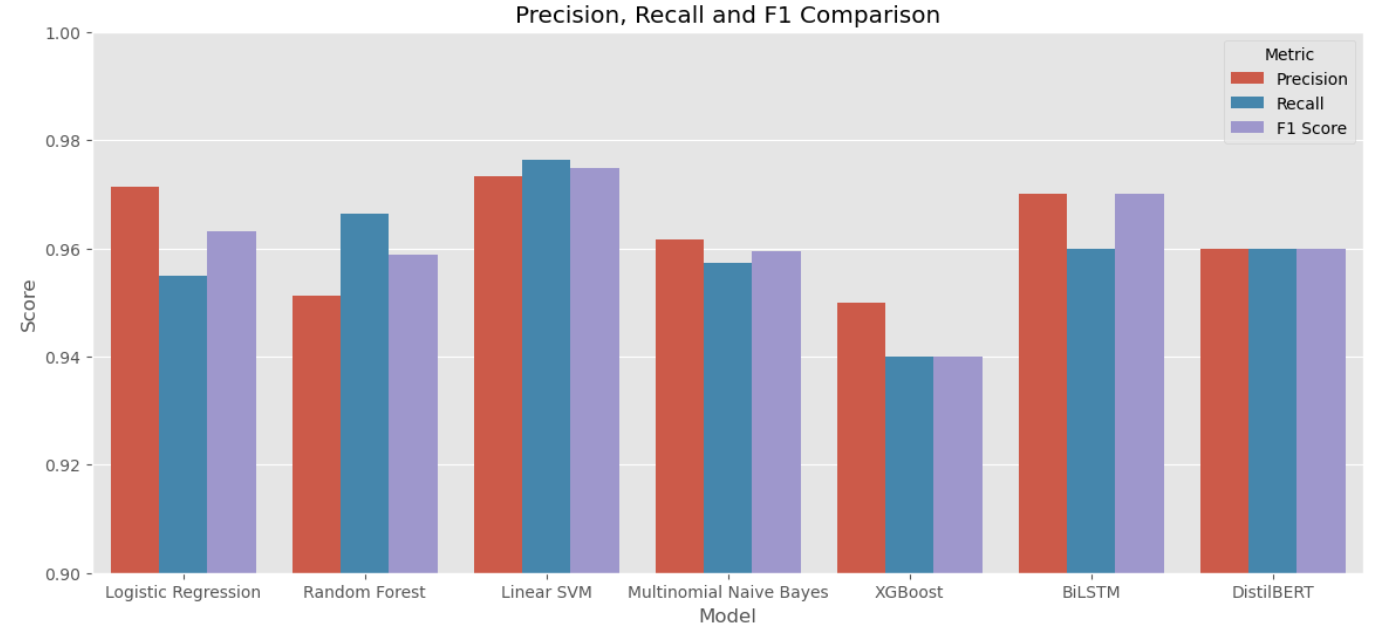 Precision, Recall and F1 Comparison
1.00
0.98
0.96
0.94
0.92
0.90
Score
Metric
Precision
Recall
F1 Score
Logistic Regression Random Forest Linear SVM Multinomial Naive Bayes XGBoost BiLSTM DistilBERT
Model